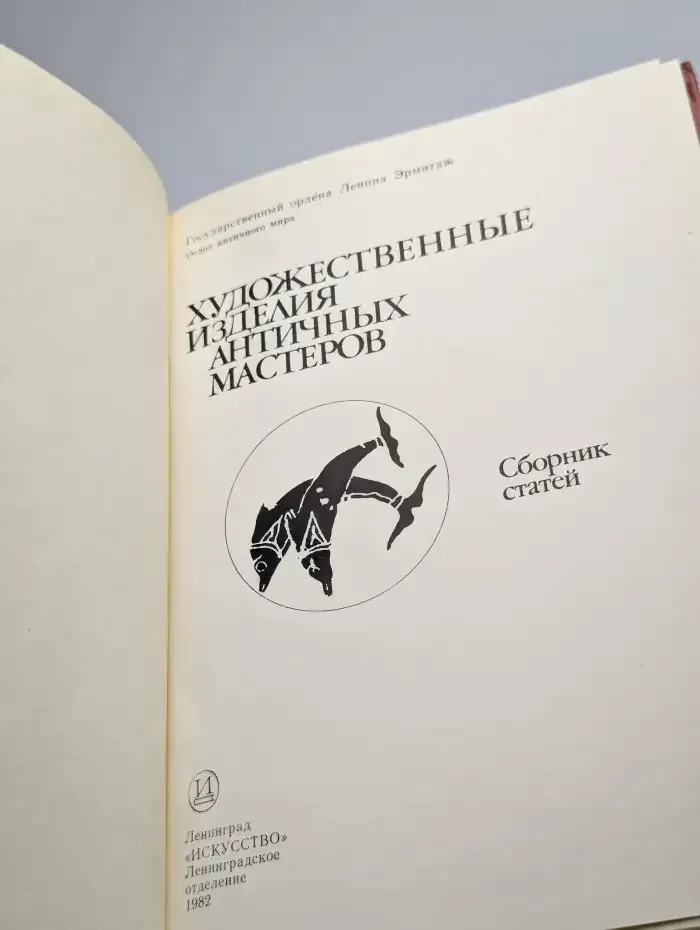 Государственный ордена Ленина Эрмитаж
Отдел античного мира
ХУДОЖЕСТВЕННЫЕ
ИЗДЕЛИЯ
АНТИЧНЫХ
МАСТЕРОВ
Сборник
статей
И
Ленинград
«ИСКУССТВО»
Ленинградское
отделение
1982